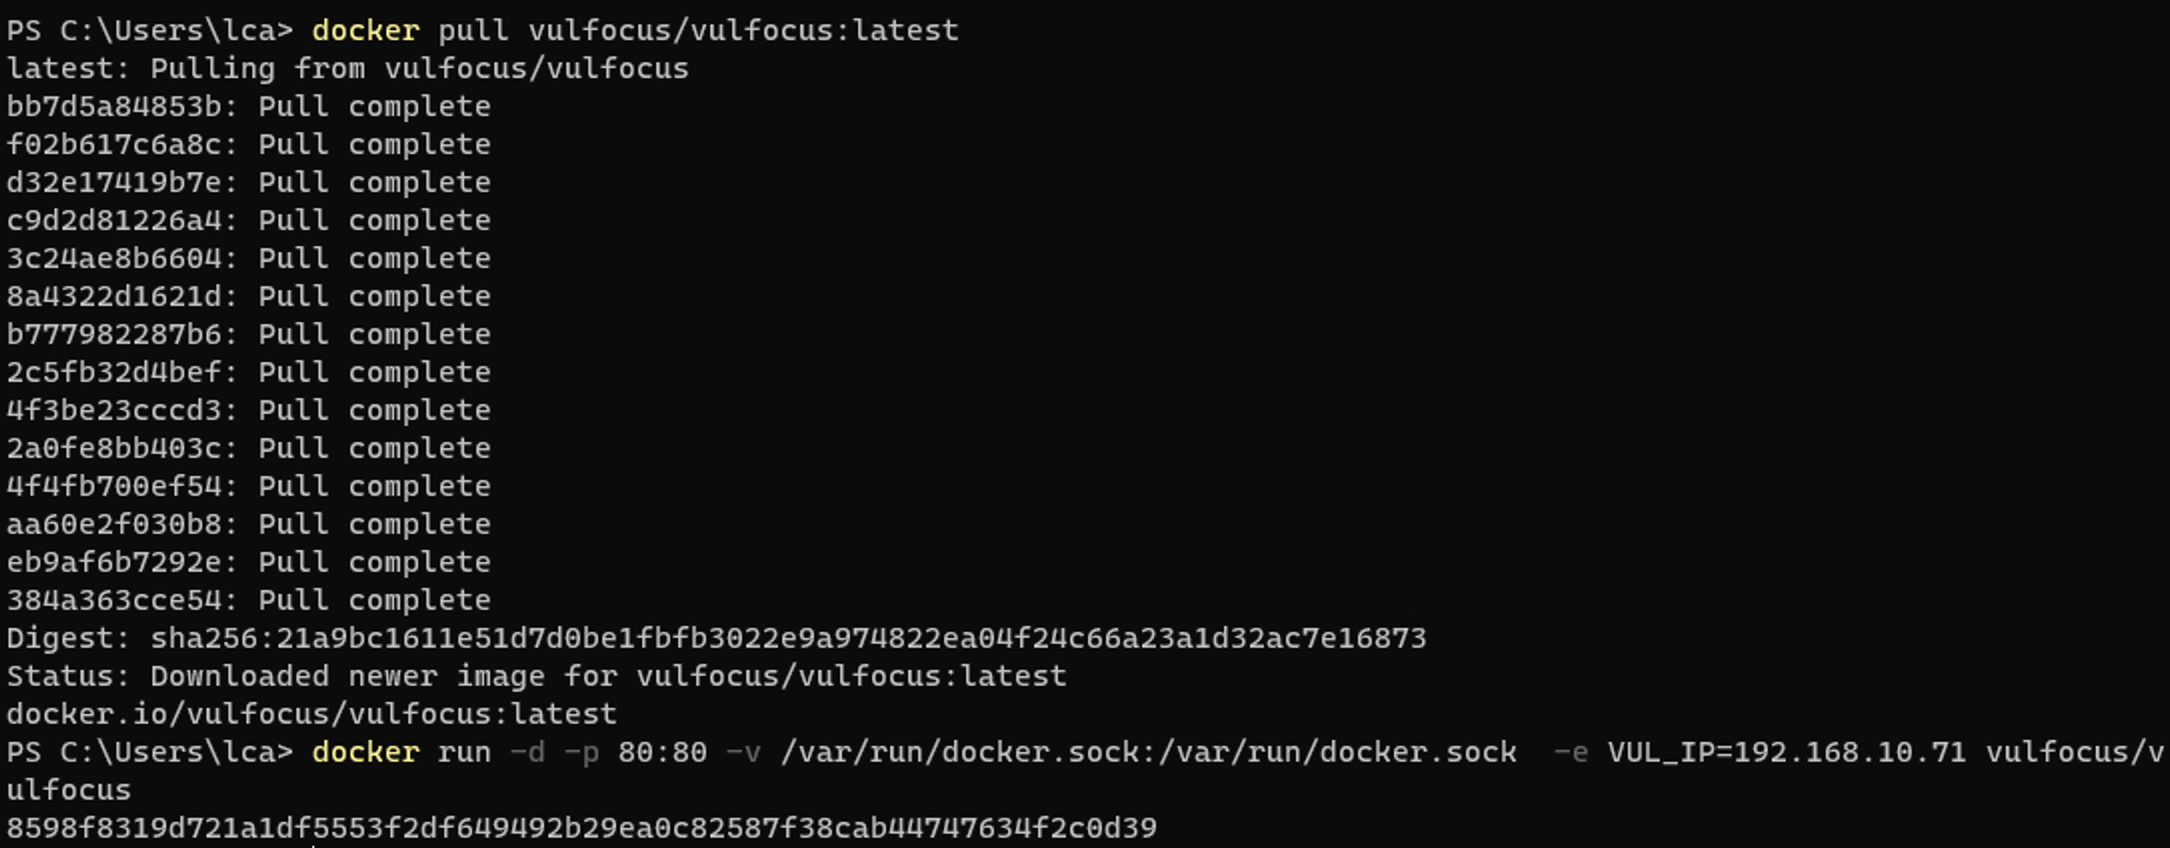 PS C:\Users\lca> docker pull vulfocus/vulfocus:latest
latest: Pulling from vulfocus/vulfocus
bb7d5a84853b: Pull complete
f02b617c6a8c: Pull complete
d32e17419b7e: Pull complete
c9d2d81226a4: Pull complete
3c24ae8b6604: Pull complete
8a4322d1621d: Pull complete
b777982287b6: Pull complete
2c5fb32d4bef: Pull complete
4f3be23cccd3: Pull complete
2a0fe8bb403c: Pull complete
4f4fb700ef54: Pull complete
aa60e2f030b8: Pull complete
eb9af6b7292e: Pull complete
384a363cce54: Pull complete
Digest: sha256:21a9bc1611e51d7d0be1fbfb3022e9a974822ea04f24c66a23a1d32ac7e16873
Status: Downloaded newer image for vulfocus/vulfocus:latest
docker.io/vulfocus/vulfocus:latest
PS C:\Users\lca> docker run -d -p 80:80 -v /var/run/docker.sock:/var/run/docker.sock  -e VUL_IP=192.168.10.71 vulfocus/v
ulfocus
8598f8319d721a1df5553f2df649492b29ea0c82587f38cab44747634f2c0d39